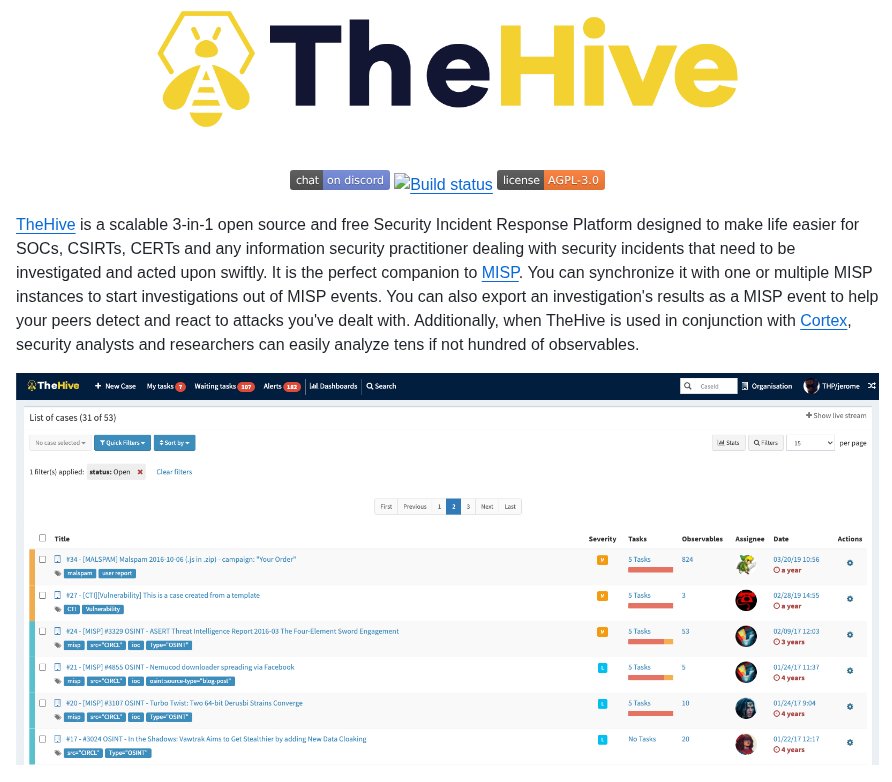 TheHive
chat on discord Build status license AGPL-3.0
TheHive is a scalable 3-in-1 open source and free Security Incident Response Platform designed to make life easier for
SOCs, CSIRTs, CERTs and any information security practitioner dealing with security incidents that need to be
investigated and acted upon swiftly. It is the perfect companion to MISP. You can synchronize it with one or multiple MISP
instances to start investigations out of MISP events. You can also export an investigation's results as a MISP event to help
your peers detect and react to attacks you've dealt with. Additionally, when TheHive is used in conjunction with Cortex,
security analysts and researchers can easily analyze tens if not hundred of observables.
TheHive + New Case My tasks 7 Waiting tasks 107 Alerts 182 Dashboards Search CaseId Organisation THP/jerome
List of cases (31 of 53) + Show live stream
No case selected Quick Filters Sort by Stats Filters 15 per page
1 filter(s) applied: status: Open Clear filters
First Previous 1 2 3 Next Last
Title Severity Tasks Observables Assignee Date Actions
#34 - [MALSPAM] Malspam 2016-10-06 (.js in .zip) - campaign: "Your Order" M 5 Tasks 824 03/20/19 10:56
malspam user report a year
#27 - [CTI][Vulnerability] This is a case created from a template M 5 Tasks 3 02/28/19 14:55
CTI Vulnerability a year
#24 - [MISP] #3329 OSINT - ASERT Threat Intelligence Report 2016-03 The Four-Element Sword Engagement M 5 Tasks 53 02/09/17 12:03
misp src="CIRCL" ioc Type="OSINT" 3 years
#21 - [MISP] #4855 OSINT - Nemucod downloader spreading via Facebook L 5 Tasks 5 01/24/17 11:37
misp src="CIRCL" ioc osint:source-type="blog-post" 4 years
#20 - [MISP] #3107 OSINT - Turbo Twist: Two 64-bit Derusbi Strains Converge L 5 Tasks 10 01/24/17 9:04
misp src="CIRCL" ioc Type="OSINT" 4 years
#17 - #3024 OSINT - In the Shadows: Vawtrak Aims to Get Stealthier by adding New Data Cloaking L No Tasks 20 01/22/17 12:17
src="CIRCL" Type="OSINT" 4 years